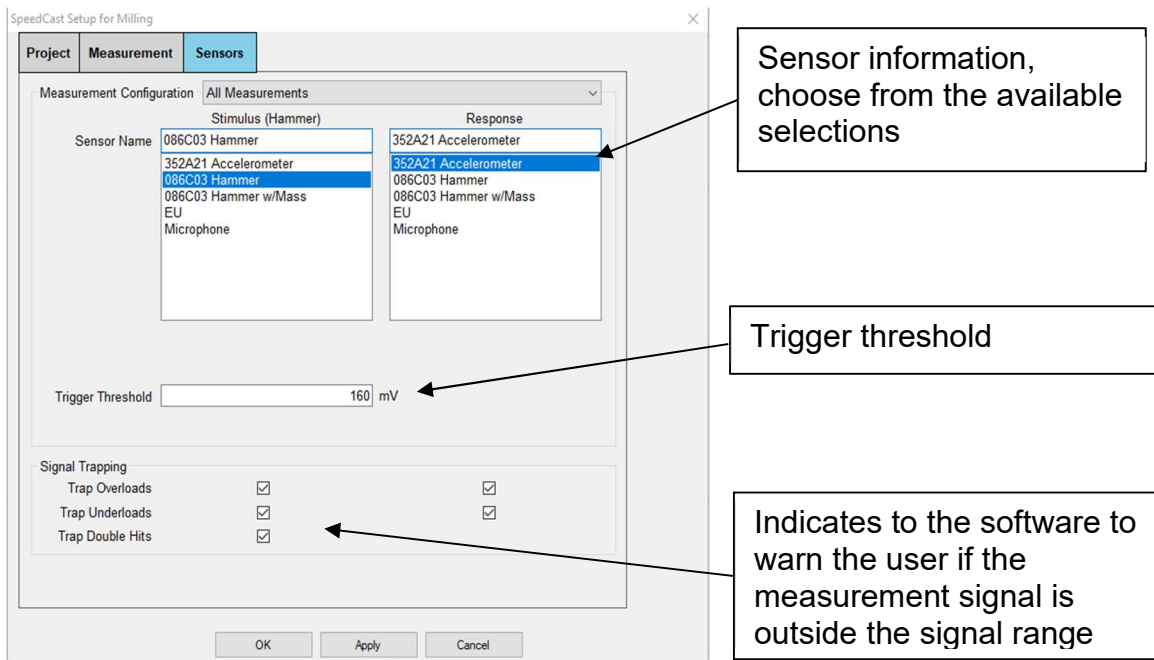 SpeedCast Setup for Milling
Project Measurement Sensors
Measurement Configuration All Measurements
Stimulus (Hammer) Response
Sensor Name 086C03 Hammer 352A21 Accelerometer
352A21 Accelerometer 352A21 Accelerometer
086C03 Hammer 086C03 Hammer
086C03 Hammer w/Mass 086C03 Hammer w/Mass
EU EU
Microphone Microphone
Trigger Threshold 160 mV
Signal Trapping
Trap Overloads
Trap Underloads
Trap Double Hits
OK Apply Cancel
Sensor information,
choose from the available
selections
Trigger threshold
Indicates to the software to
warn the user if the
measurement signal is
outside the signal range